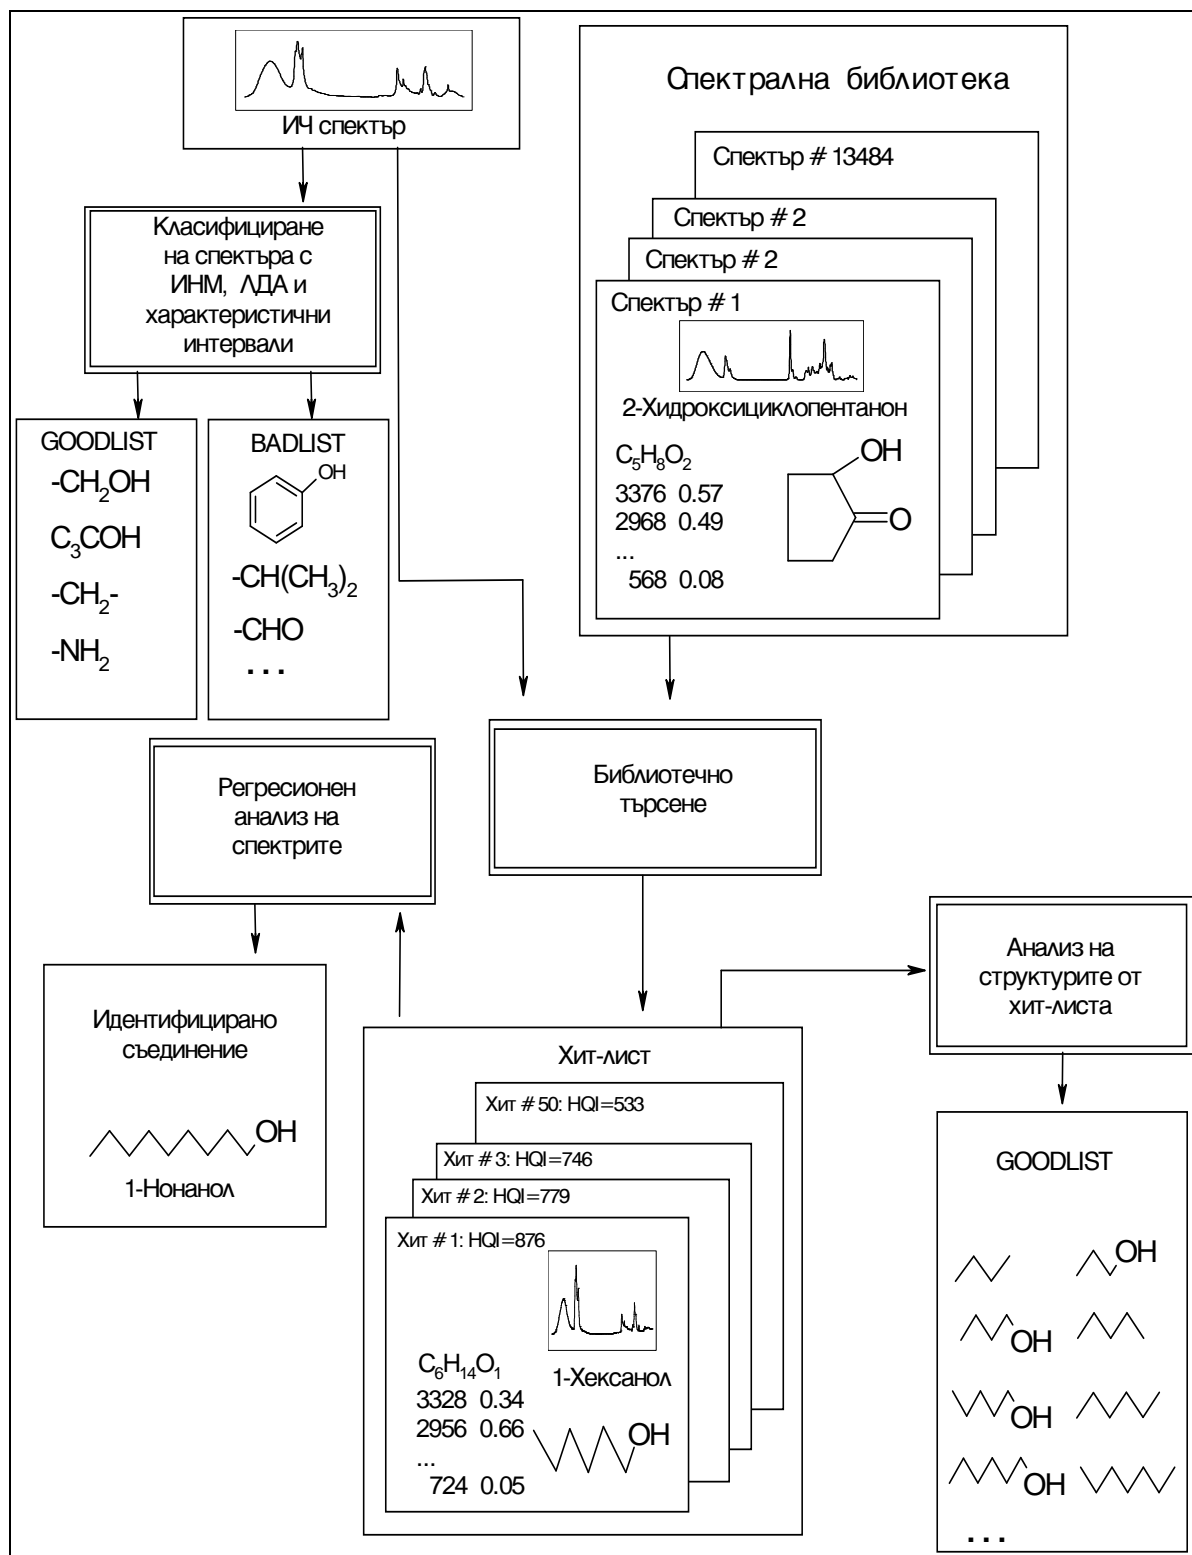 ИЧ спектър
Спектрална библиотека
Спектър # 13484
Спектър # 2
Спектър # 2
Спектър # 1
2-Хидроксициклопентанон
C5H8O2
3376 0.57
2968 0.49
...
568 0.08
OH
O
Класифициране
на спектъра с
ИНМ, ЛДА и
характеристични
интервали
GOODLIST
-CH2OH
C3COH
-CH2-
-NH2
BADLIST
OH
-CH(CH3)2
-CHO
...
Регресионен
анализ на
спектрите
Библиотечно
търсене
Идентифицирано
съединение
OH
1-Нонанол
Анализ на
структурите от
хит-листа
Хит-лист
Хит # 50: HQI=533
Хит # 3: HQI=746
Хит # 2: HQI=779
Хит # 1: HQI=876
C6H14O1
1-Хексанол
3328 0.34
2956 0.66
...
724 0.05
OH
GOODLIST
OH
OH
OH
OH
...